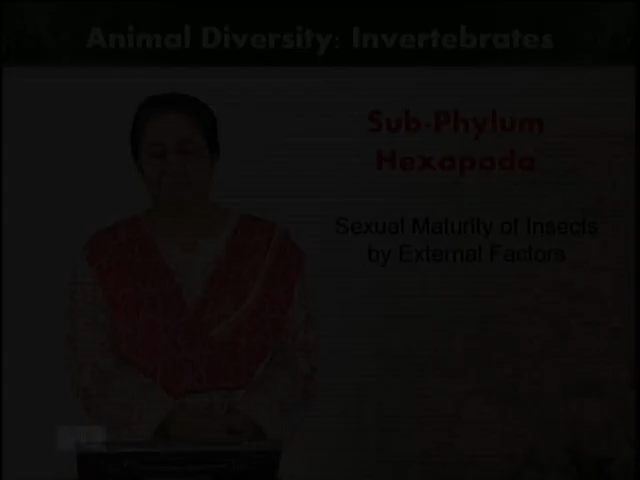 Animal Diversity: Invertebrates
Sub-Phylum
Hexapoda
Sexual Maturity of Insects
by External Factors